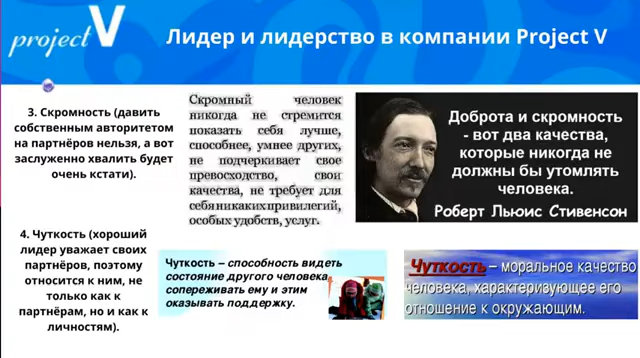 project V
Лидер и лидерство в компании Project V
3. Скромность (давить
собственным авторитетом
на партнёров нельзя, а вот
заслуженно хвалить будет
очень кстати).
Скромный человек
никогда не стремится
показать себя лучше,
способнее, умнее других,
не подчеркивает свое
превосходство, свои
качества, не требует для
себя никаких привилегий,
особых удобств, услуг.
Доброта и скромность
- вот два качества,
которые никогда не
должны бы утомлять
человека.
Роберт Льюис Стивенсон
4. Чуткость (хороший
лидер уважает своих
партнёров, поэтому
относится к ним, не
только как к
партнёрам, но и как к
личностям).
Чуткость – способность видеть
состояние другого человека,
сопереживать ему и этим
оказывать поддержку.
Чуткость – моральное качество
человека, характеризующее его
отношение к окружающим.